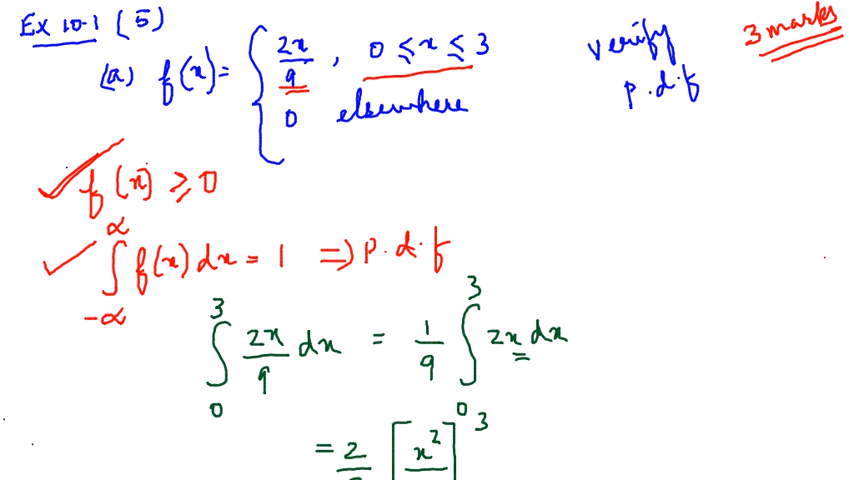 Ex 10.1 (5)
3 marks
(a) f(x) = { 2x/9 , 0 ≤ x ≤ 3
0 elsewhere
verify
p.d.f
f(x) ≥ 0
∫_{-∝}^{∝} f(x) dx = 1 ⇒ p.d.f
∫_0^3 2x/9 dx = 1/9 ∫_0^3 2x dx
= 2/ [x²/ ]^3